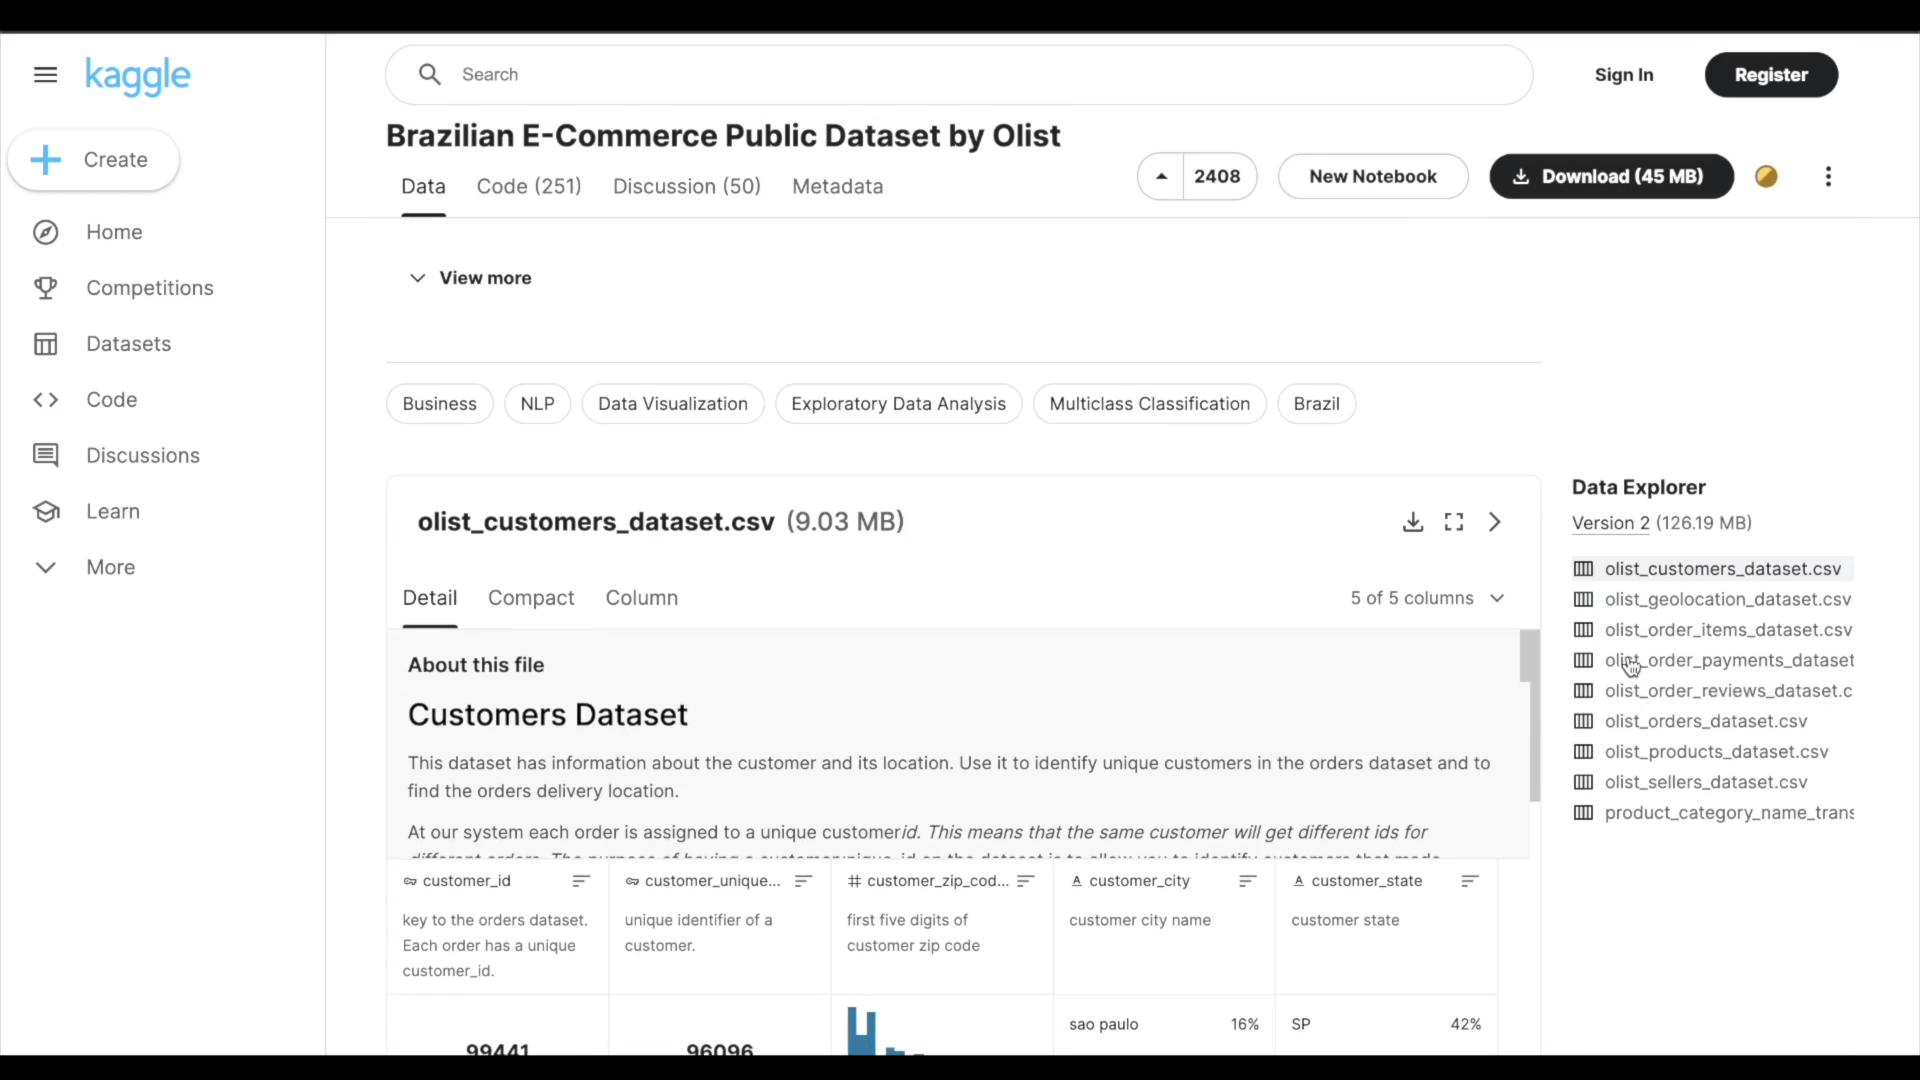 kaggle
Search
Sign In
Register
Create
Brazilian E-Commerce Public Dataset by Olist
Data
Code (251)
Discussion (50)
Metadata
2408
New Notebook
Download (45 MB)
Home
Competitions
Datasets
Code
Discussions
Learn
More
View more
Business
NLP
Data Visualization
Exploratory Data Analysis
Multiclass Classification
Brazil
olist_customers_dataset.csv (9.03 MB)
Detail
Compact
Column
5 of 5 columns
About this file
Customers Dataset
This dataset has information about the customer and its location. Use it to identify unique customers in the orders dataset and to
find the orders delivery location.
At our system each order is assigned to a unique customerid. This means that the same customer will get different ids for
customer_id
key to the orders dataset.
Each order has a unique
customer_id.
99441
customer_unique...
unique identifier of a
customer.
96096
# customer_zip_cod...
first five digits of
customer zip code
A customer_city
customer city name
sao paulo 16%
A customer_state
customer state
SP 42%
Data Explorer
Version 2 (126.19 MB)
olist_customers_dataset.csv
olist_geolocation_dataset.csv
olist_order_items_dataset.csv
olist_order_payments_dataset
olist_order_reviews_dataset.c
olist_orders_dataset.csv
olist_products_dataset.csv
olist_sellers_dataset.csv
product_category_name_trans